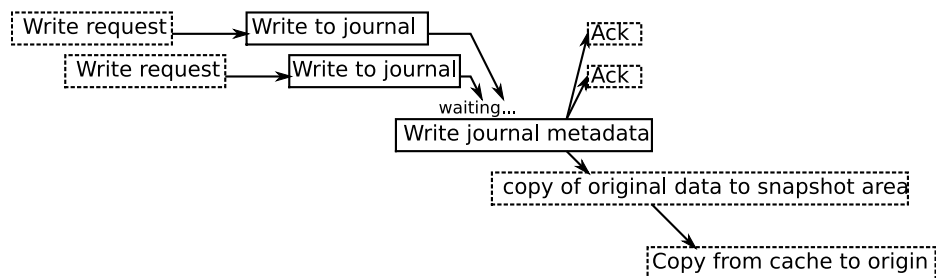 Write request
Write to journal
Ack
Write request
Write to journal
Ack
waiting...
Write journal metadata
copy of original data to snapshot area
Copy from cache to origin